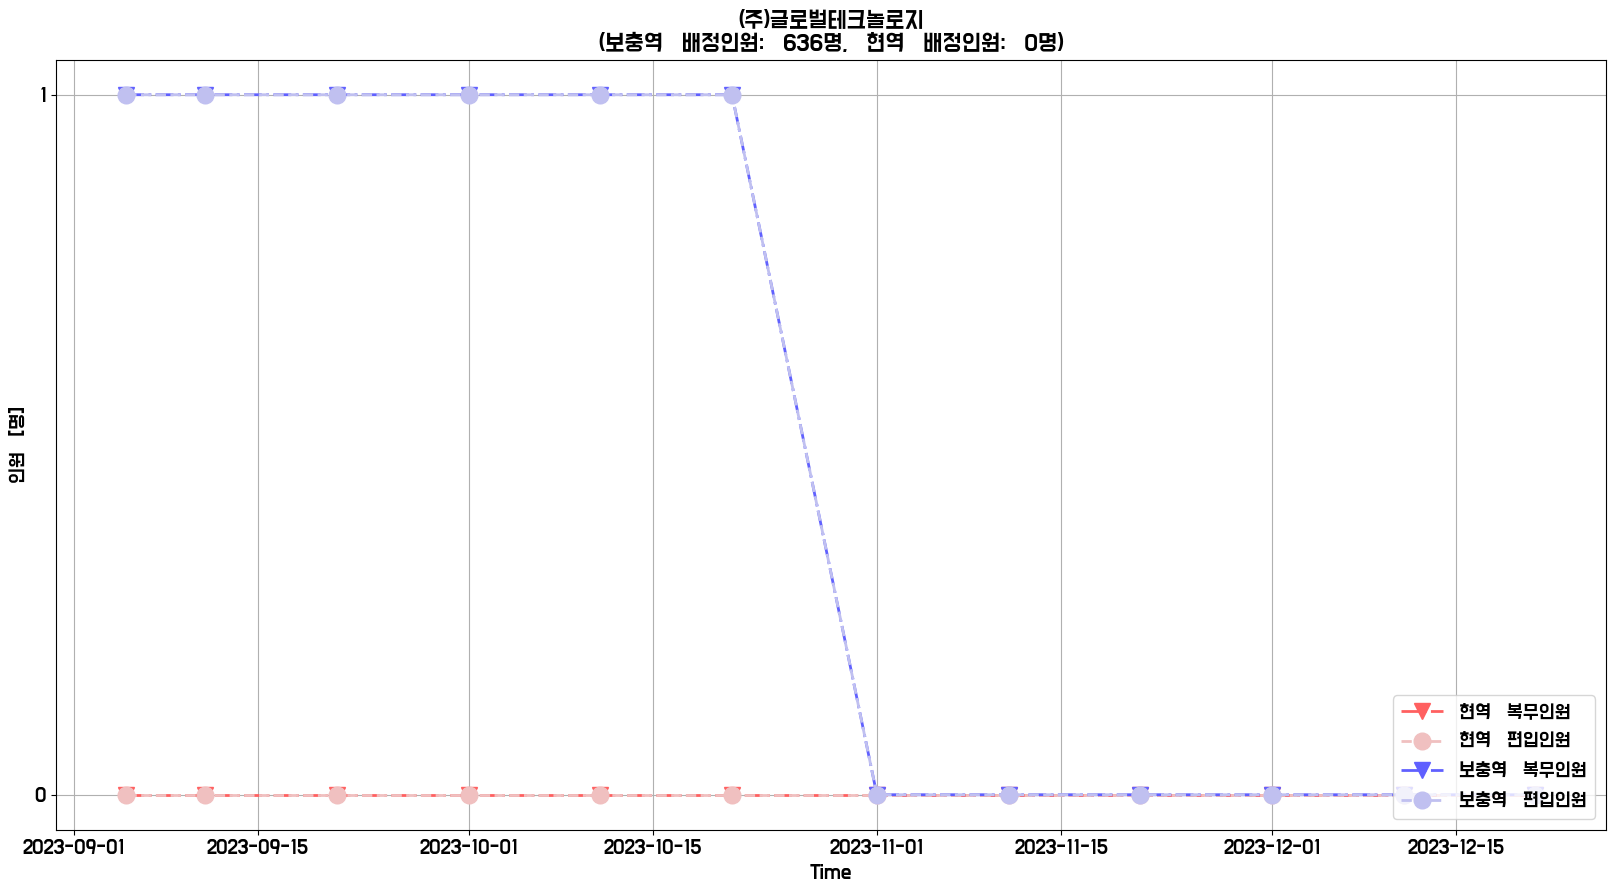 (주)글로벌테크놀로지
(보충역 배정인원: 636명, 현역 배정인원: 0명)
1
인원 [명]
0
현역 복무인원
현역 편입인원
보충역 복무인원
보충역 편입인원
2023-09-01 2023-09-15 2023-10-01 2023-10-15 2023-11-01 2023-11-15 2023-12-01 2023-12-15
Time